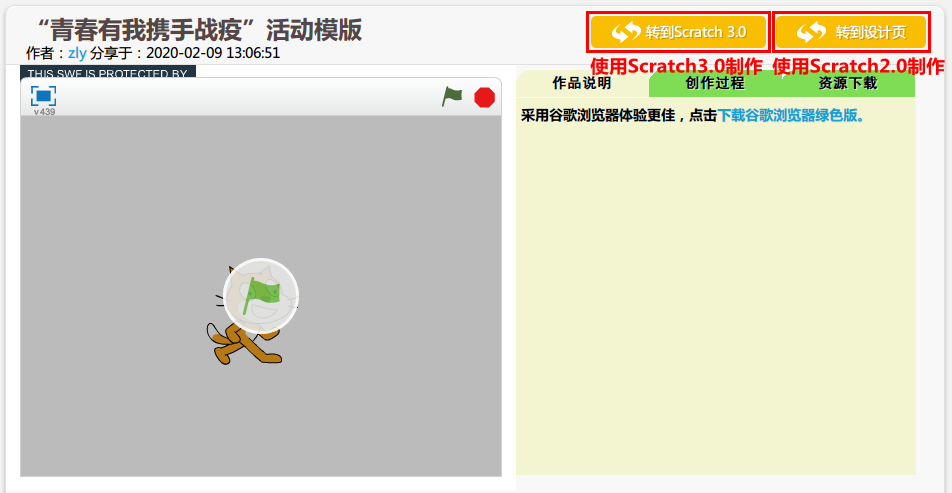 “青春有我携手战疫”活动模版
作者：zly 分享于：2020-02-09 13:06:51
转到Scratch 3.0
转到设计页
使用Scratch3.0制作
使用Scratch2.0制作
THIS SWF IS PROTECTED BY
v439
作品说明
创作过程
资源下载
采用谷歌浏览器体验更佳，点击下载谷歌浏览器绿色版。